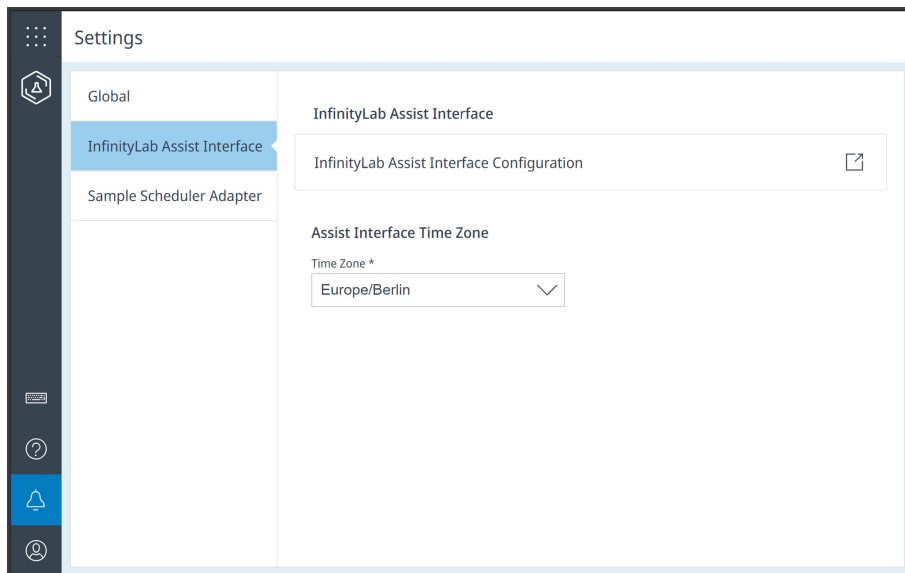 Settings
Global
InfinityLab Assist Interface
Sample Scheduler Adapter
InfinityLab Assist Interface
InfinityLab Assist Interface Configuration
Assist Interface Time Zone
Time Zone *
Europe/Berlin